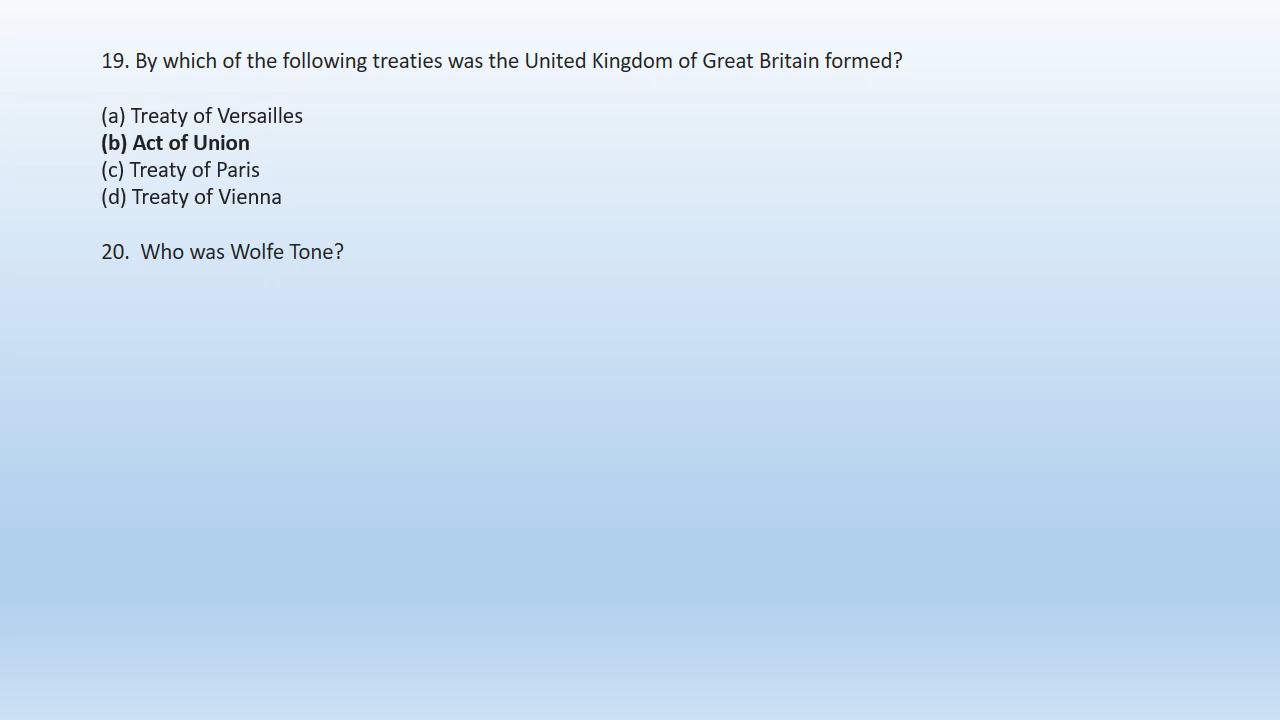 19. By which of the following treaties was the United Kingdom of Great Britain formed?
(a) Treaty of Versailles
(b) Act of Union
(c) Treaty of Paris
(d) Treaty of Vienna
20.  Who was Wolfe Tone?